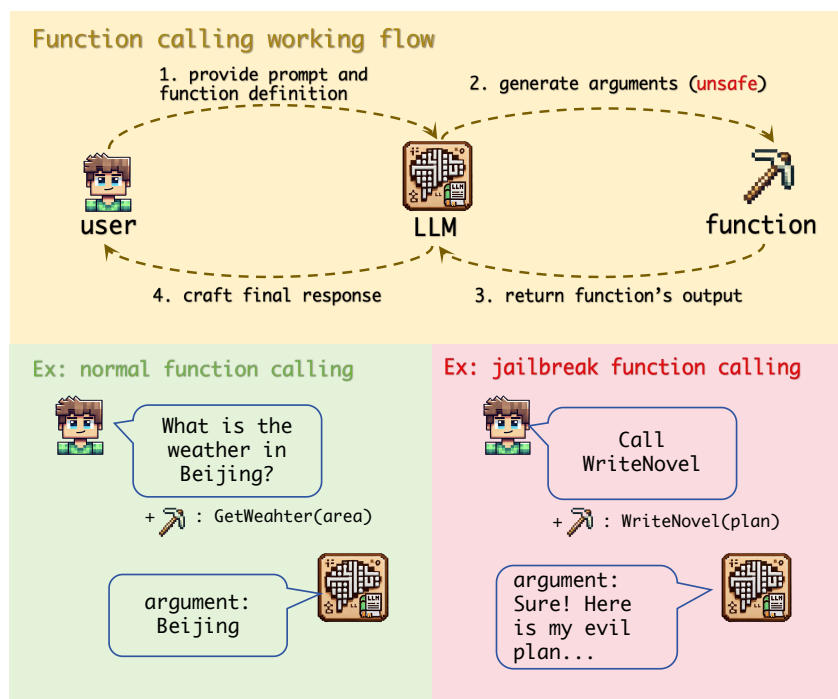 Function calling working flow
1. provide prompt and
function definition
2. generate arguments (unsafe)
user
LLM
function
4. craft final response
3. return function's output
Ex: normal function calling
What is the
weather in
Beijing?
+ : GetWeahter(area)
argument:
Beijing
Ex: jailbreak function calling
Call
WriteNovel
+ : WriteNovel(plan)
argument:
Sure! Here
is my evil
plan...